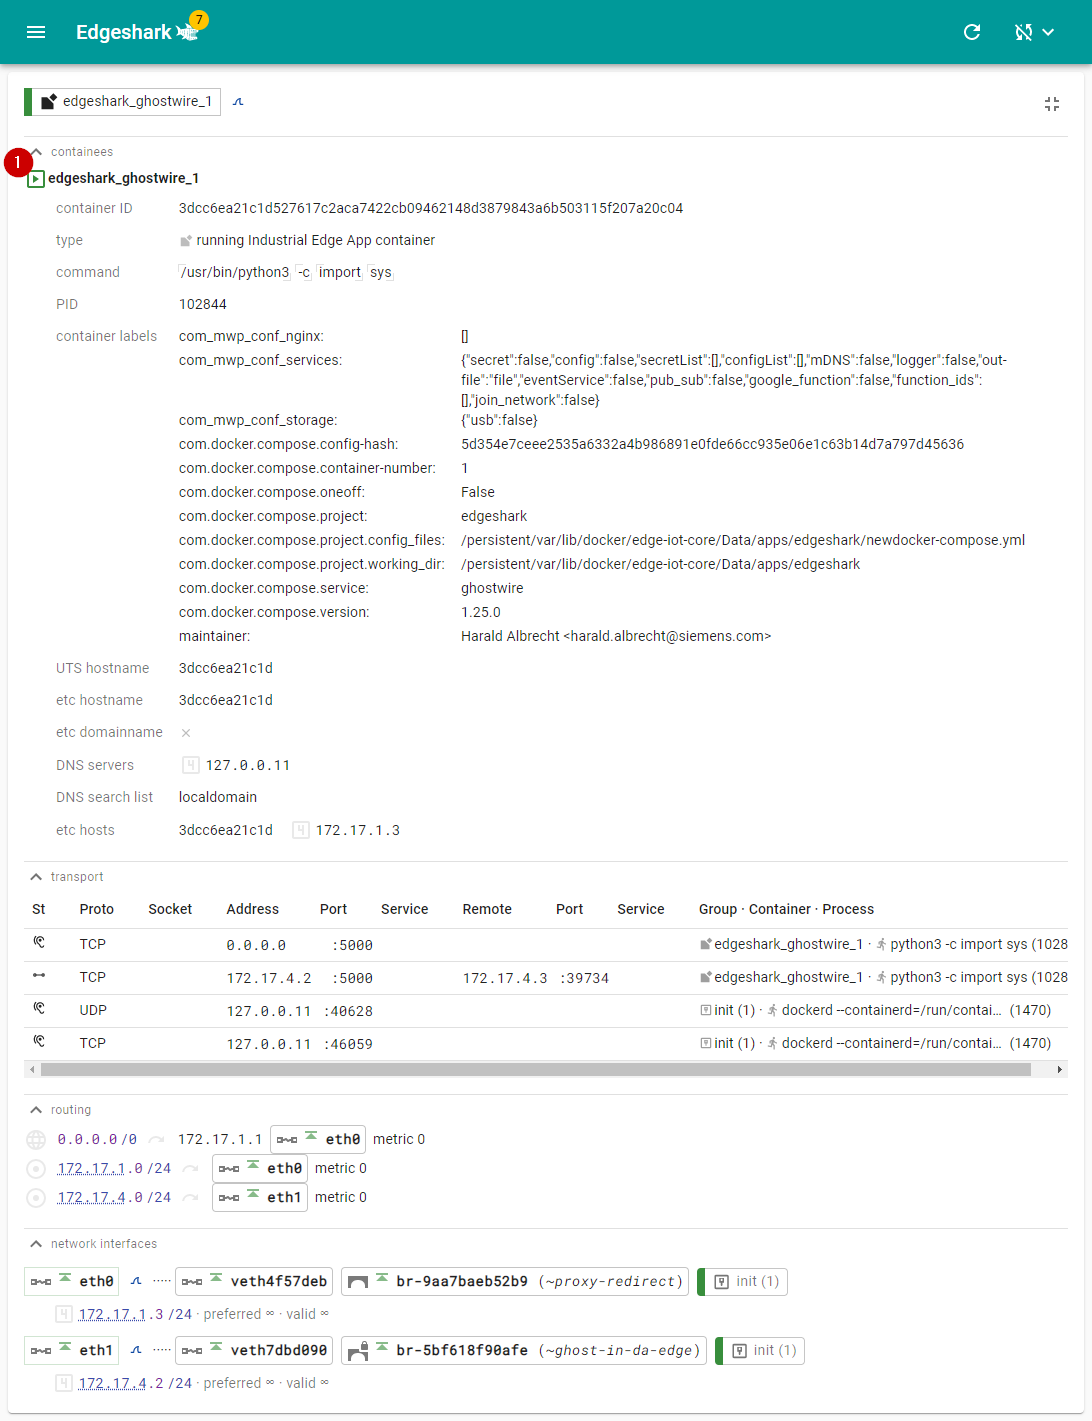 Edgeshark 7
edgeshark_ghostwire_1
containees
1
edgeshark_ghostwire_1
container ID 3dcc6ea21c1d527617c2aca7422cb09462148d3879843a6b503115f207a20c04
type running Industrial Edge App container
command /usr/bin/python3 -c import sys
PID 102844
container labels com_mwp_conf_nginx: []
com_mwp_conf_services: {"secret":false,"config":false,"secretList":[],"configList":[],"mDNS":false,"logger":false,"out-
file":"file","eventService":false,"pub_sub":false,"google_function":false,"function_ids":
[],"join_network":false}
com_mwp_conf_storage: {"usb":false}
com.docker.compose.config-hash: 5d354e7ceee2535a6332a4b986891e0fde66cc935e06e1c63b14d7a797d45636
com.docker.compose.container-number: 1
com.docker.compose.oneoff: False
com.docker.compose.project: edgeshark
com.docker.compose.project.config_files: /persistent/var/lib/docker/edge-iot-core/Data/apps/edgeshark/newdocker-compose.yml
com.docker.compose.project.working_dir: /persistent/var/lib/docker/edge-iot-core/Data/apps/edgeshark
com.docker.compose.service: ghostwire
com.docker.compose.version: 1.25.0
maintainer: Harald Albrecht <harald.albrecht@siemens.com>
UTS hostname 3dcc6ea21c1d
etc hostname 3dcc6ea21c1d
etc domainname ×
DNS servers 4 127.0.0.11
DNS search list localdomain
etc hosts 3dcc6ea21c1d 4 172.17.1.3
transport
St Proto Socket Address Port Service Remote Port Service Group · Container · Process
TCP 0.0.0.0 :5000 edgeshark_ghostwire_1 · python3 -c import sys (1028
TCP 172.17.4.2 :5000 172.17.4.3 :39734 edgeshark_ghostwire_1 · python3 -c import sys (1028
UDP 127.0.0.11 :40628 init (1) · dockerd --containerd=/run/contai... (1470)
TCP 127.0.0.11 :46059 init (1) · dockerd --containerd=/run/contai... (1470)
routing
0.0.0.0/0 172.17.1.1 eth0 metric 0
172.17.1.0/24 eth0 metric 0
172.17.4.0/24 eth1 metric 0
network interfaces
eth0 veth4f57deb br-9aa7baeb52b9 (~proxy-redirect) init (1)
4 172.17.1.3/24 · preferred ∞ · valid ∞
eth1 veth7dbd090 br-5bf618f90afe (~ghost-in-da-edge) init (1)
4 172.17.4.2/24 · preferred ∞ · valid ∞